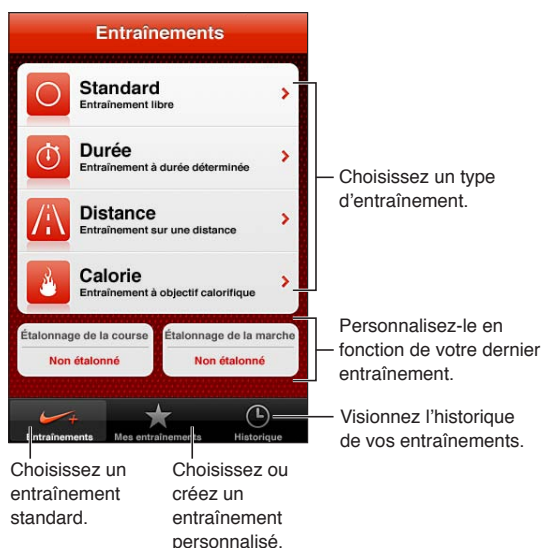 Entraînements
Standard
Entraînement libre
Durée
Entraînement à durée déterminée
Distance
Entraînement sur une distance
Calorie
Entraînement à objectif calorifique
Choisissez un type
d’entraînement.
Étalonnage de la course
Non étalonné
Étalonnage de la marche
Non étalonné
Personnalisez-le en
fonction de votre dernier
entraînement.
Entraînements
Mes entraînements
Historique
Visionnez l’historique
de vos entraînements.
Choisissez un
entraînement
standard.
Choisissez ou
créez un
entraînement
personnalisé.